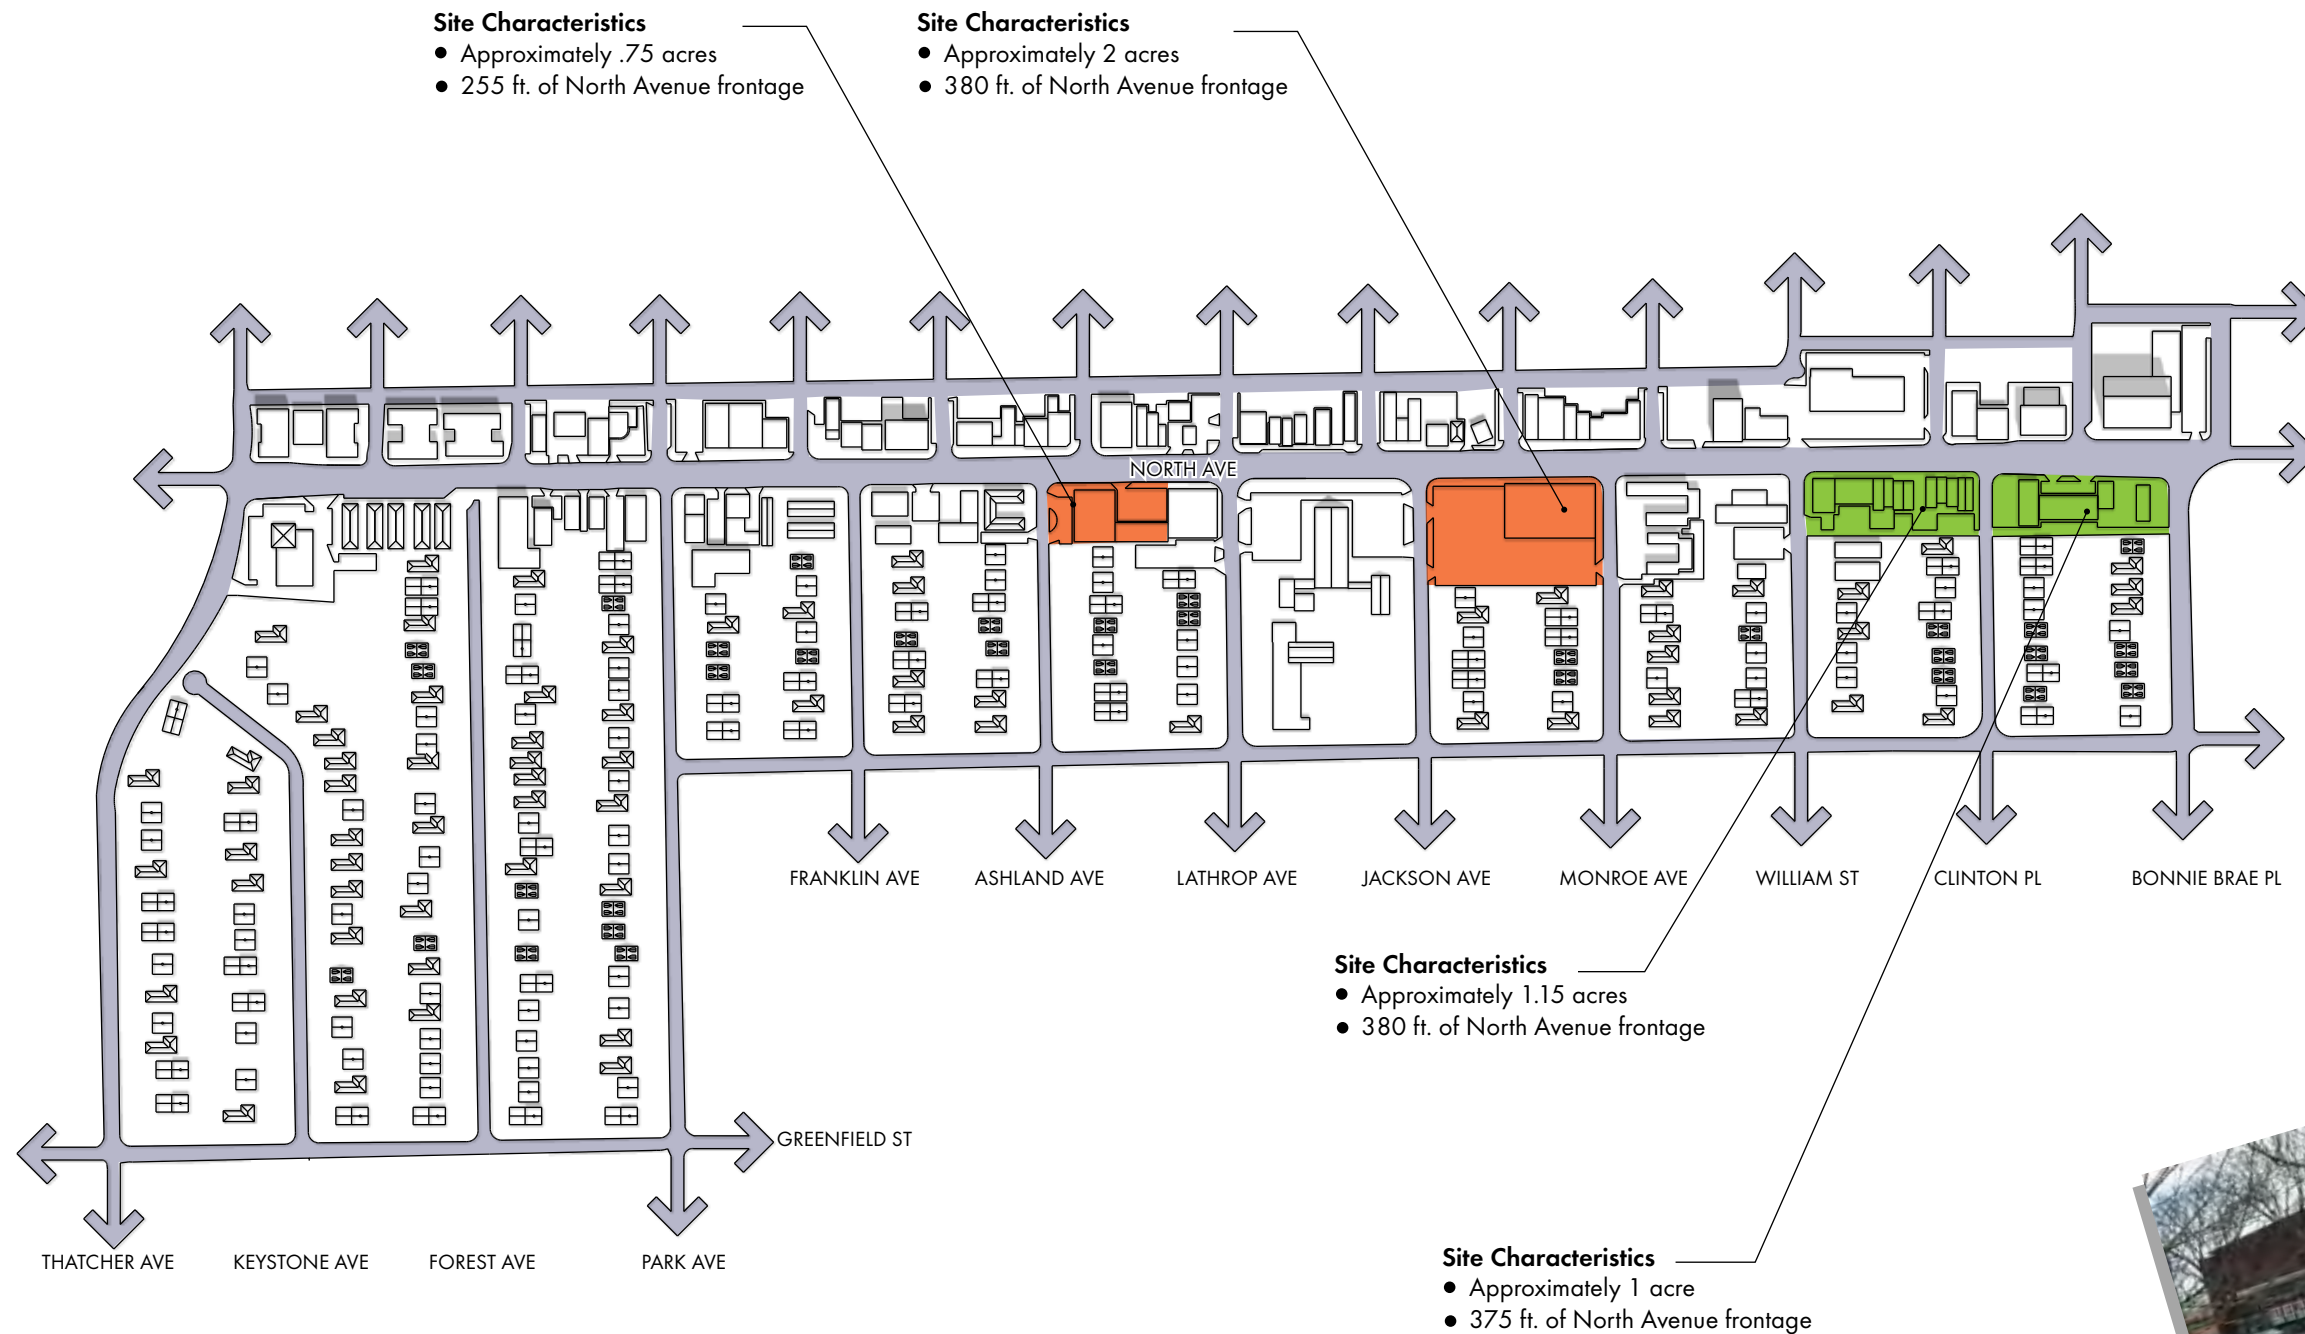 Site Characteristics
● Approximately .75 acres
● 255 ft. of North Avenue frontage
Site Characteristics
● Approximately 2 acres
● 380 ft. of North Avenue frontage
NORTH AVE
FRANKLIN AVE
ASHLAND AVE
LATHROP AVE
JACKSON AVE
MONROE AVE
WILLIAM ST
CLINTON PL
BONNIE BRAE PL
Site Characteristics
● Approximately 1.15 acres
● 380 ft. of North Avenue frontage
GREENFIELD ST
THATCHER AVE
KEYSTONE AVE
FOREST AVE
PARK AVE
Site Characteristics
● Approximately 1 acre
● 375 ft. of North Avenue frontage